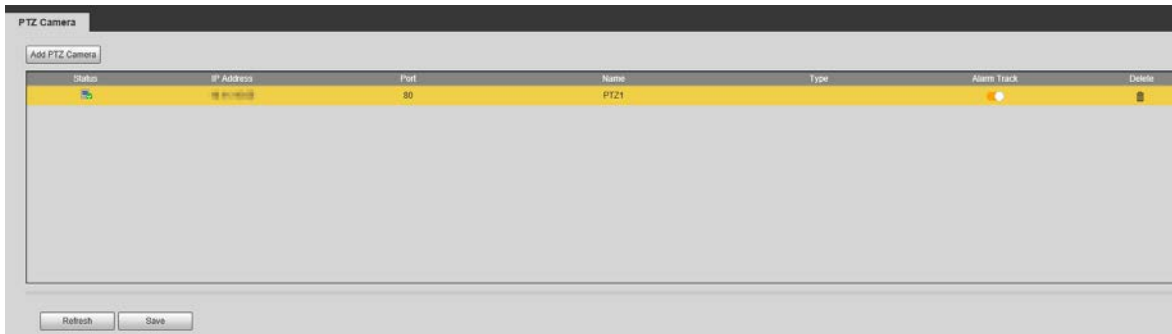 PTZ Camera
Add PTZ Camera
Status IP Address Port Name Type Alarm Track Delete
80 PTZ1
Refresh Save